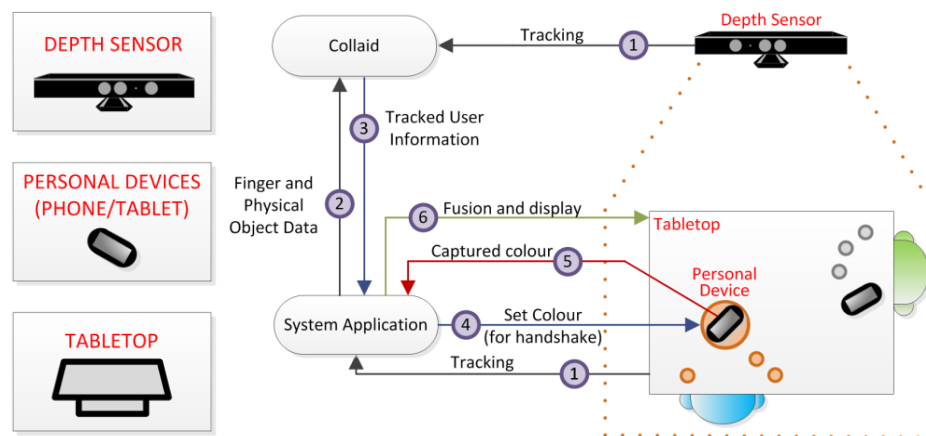 DEPTH SENSOR
PERSONAL DEVICES
(PHONE/TABLET)
TABLETOP
Collaid
Tracking
1
Depth Sensor
3
Tracked User
Information
Finger and
Physical
Object Data
2
6
Fusion and display
Tabletop
Captured colour
5
Personal
Device
System Application
4
Set Colour
(for handshake)
Tracking
1